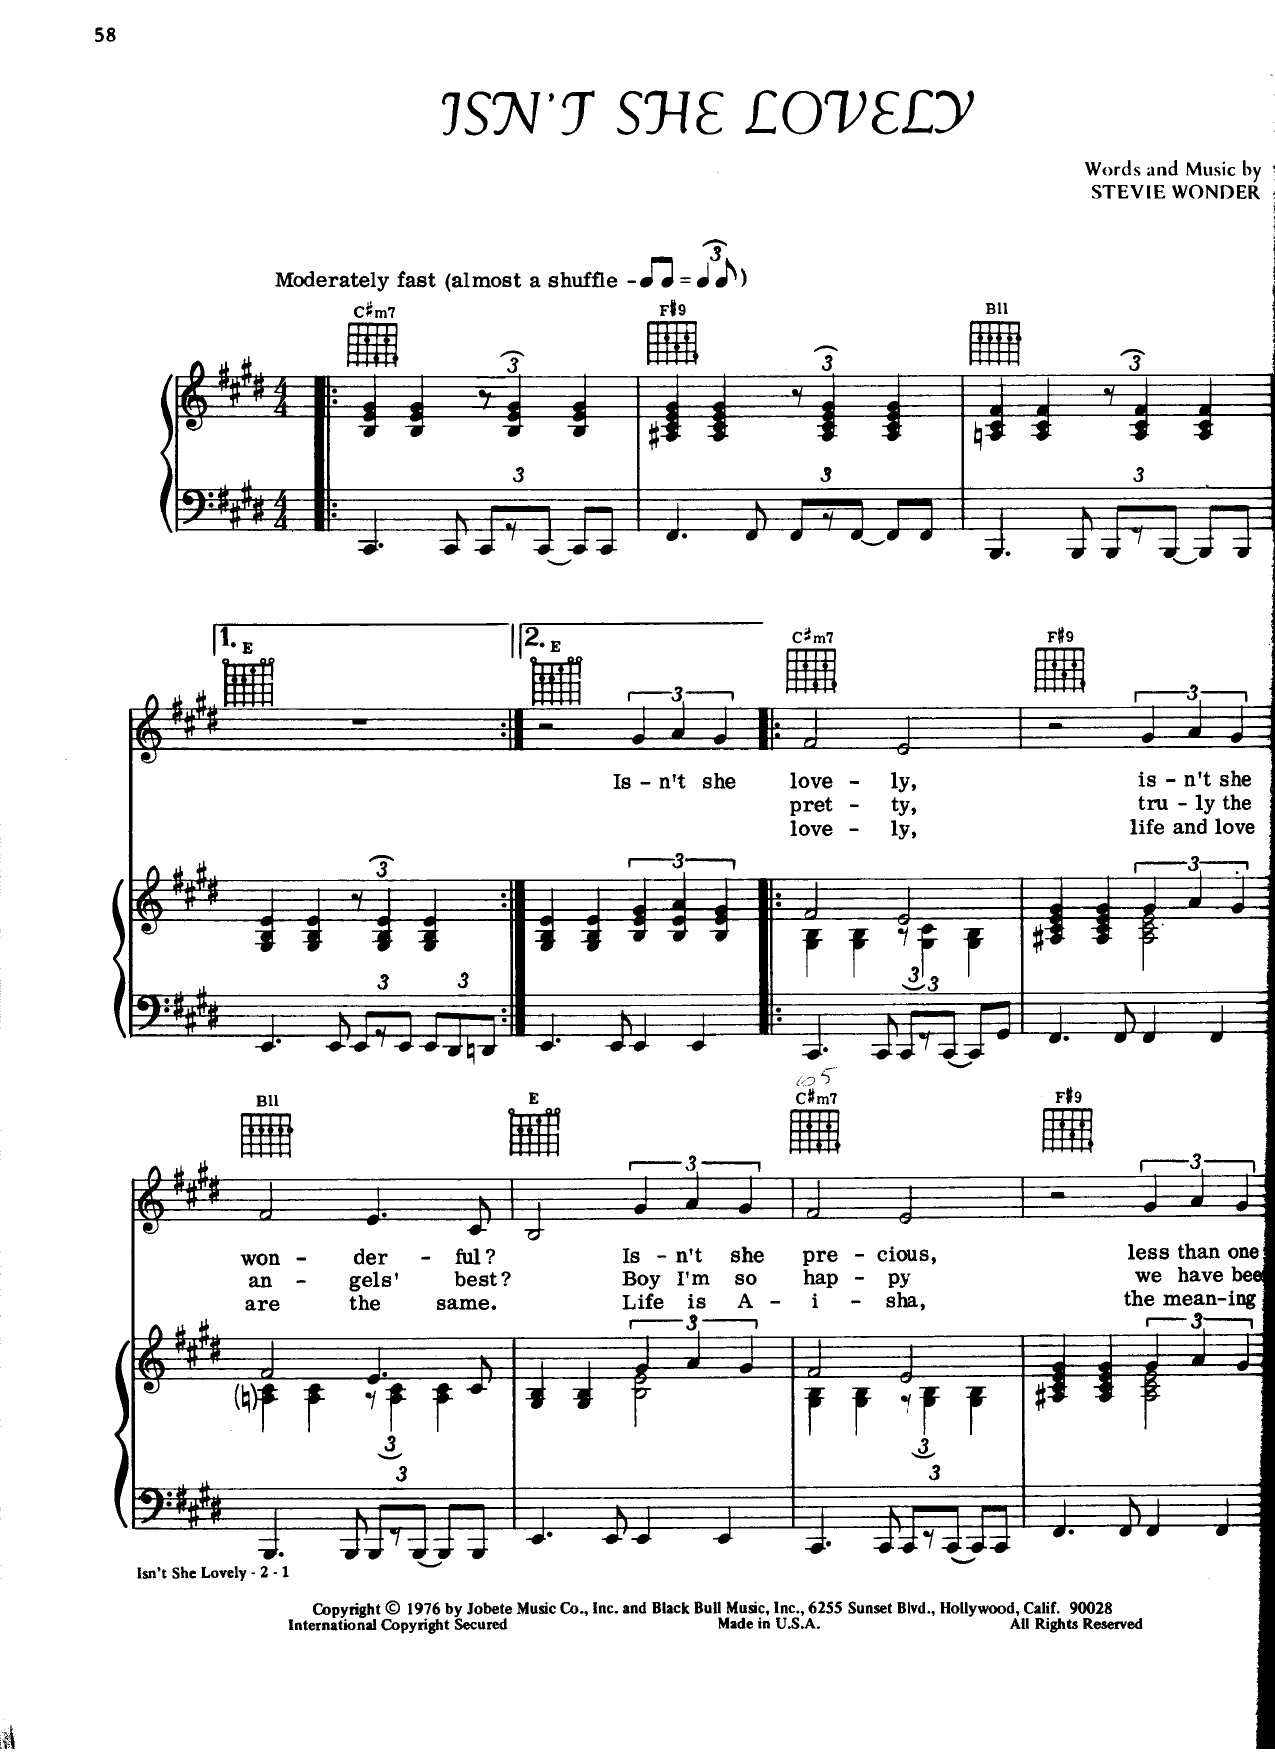 58
ISN'T SHE LOVELY
Words and Music by
STEVIE WONDER
Moderately fast (almost a shuffle - = 3)
C#m7 F#9 B11
3 3 3
4 4
3 3 3
4 4
1. E 2. E C#m7 F#9
3 3
Is - n't she love - ly, is - n't she
pret - ty, tru - ly the
love - ly, life and love
3 3 3
3 3 3 3
65
B11 E C#m7 F#9
3 3
won - der - ful? Is - n't she pre - cious, less than one
an - gels' best? Boy I'm so hap - py we have
are the same. Life is A - i - sha, the mean-ing
3 3
3 3
3 3
Isn't She Lovely - 2 - 1
Copyright © 1976 by Jobete Music Co., Inc. and Black Bull Music, Inc., 6255 Sunset Blvd., Hollywood, Calif. 90028
International Copyright Secured Made in U.S.A. All Rights Reserved